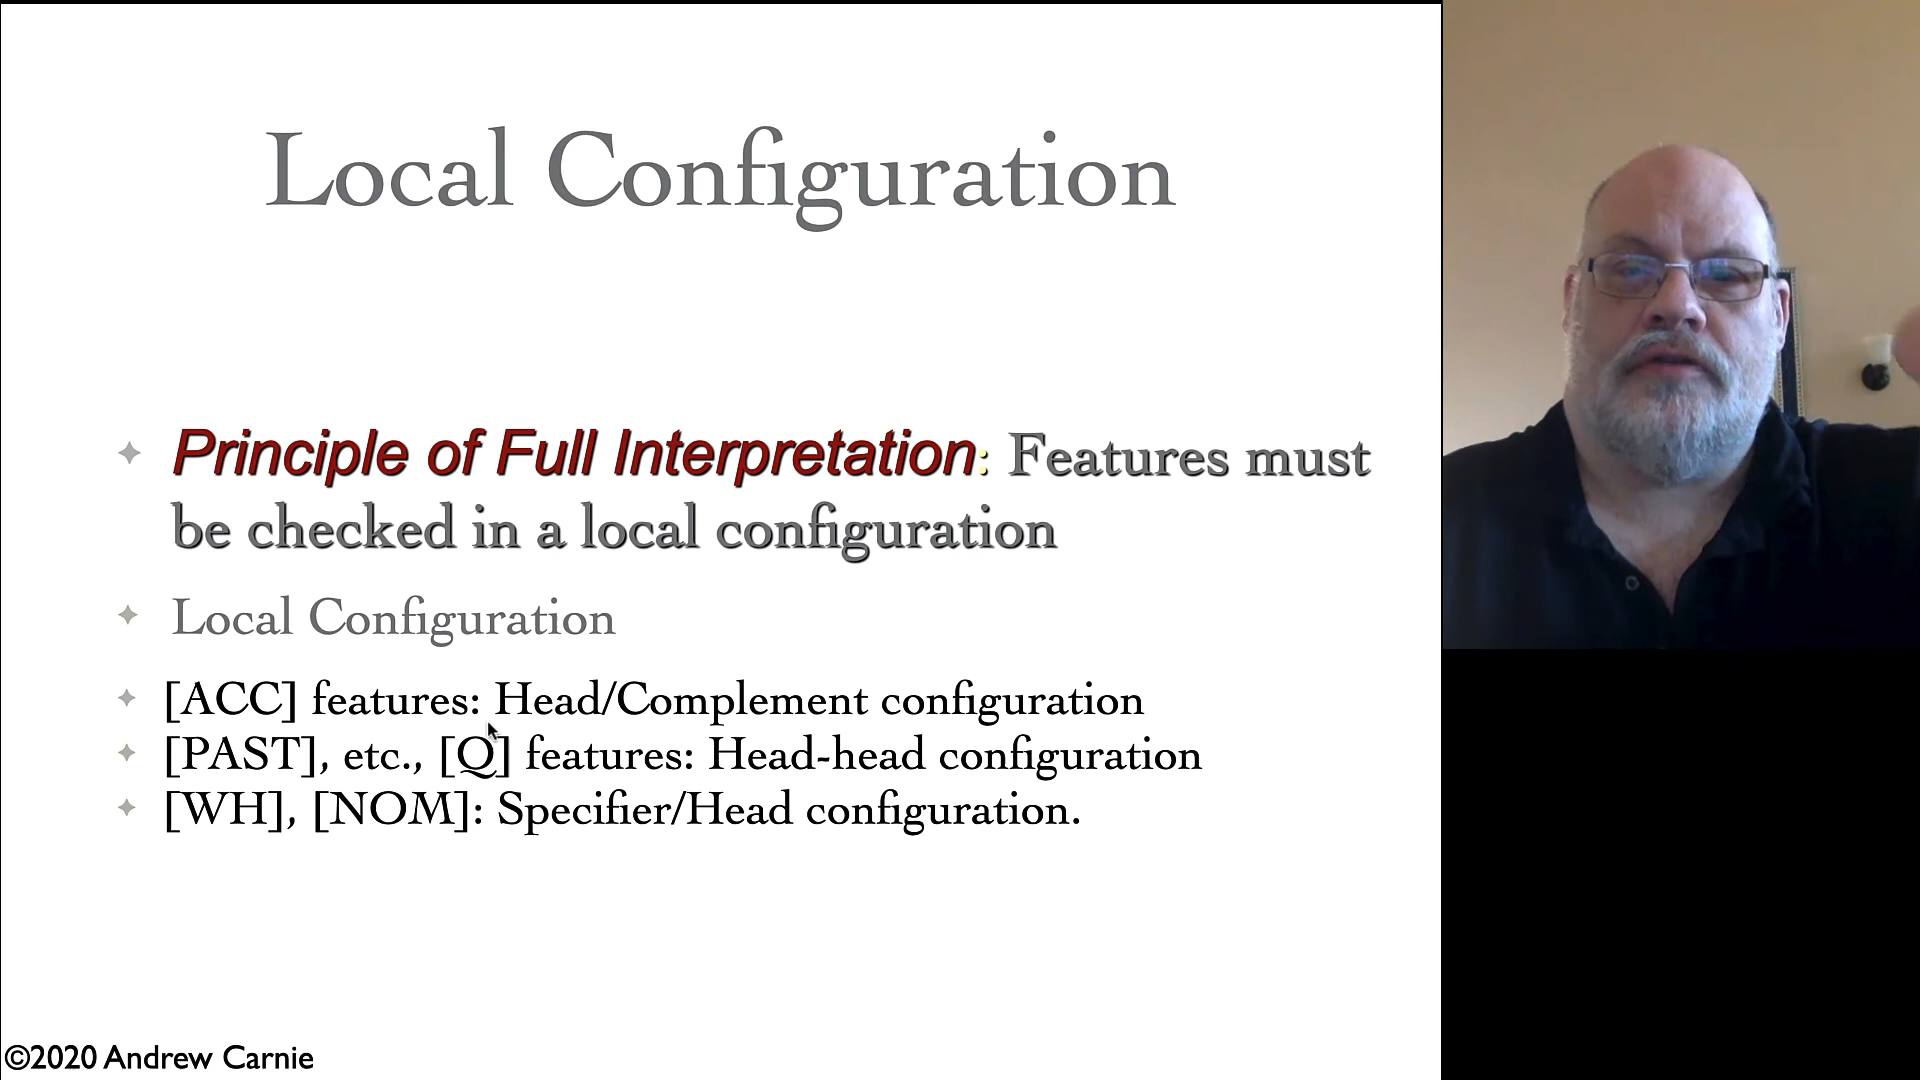 Local Configuration
Principle of Full Interpretation: Features must
be checked in a local configuration
Local Configuration
[ACC] features: Head/Complement configuration
[PAST], etc., [Q] features: Head-head configuration
[WH], [NOM]: Specifier/Head configuration.
©2020 Andrew Carnie